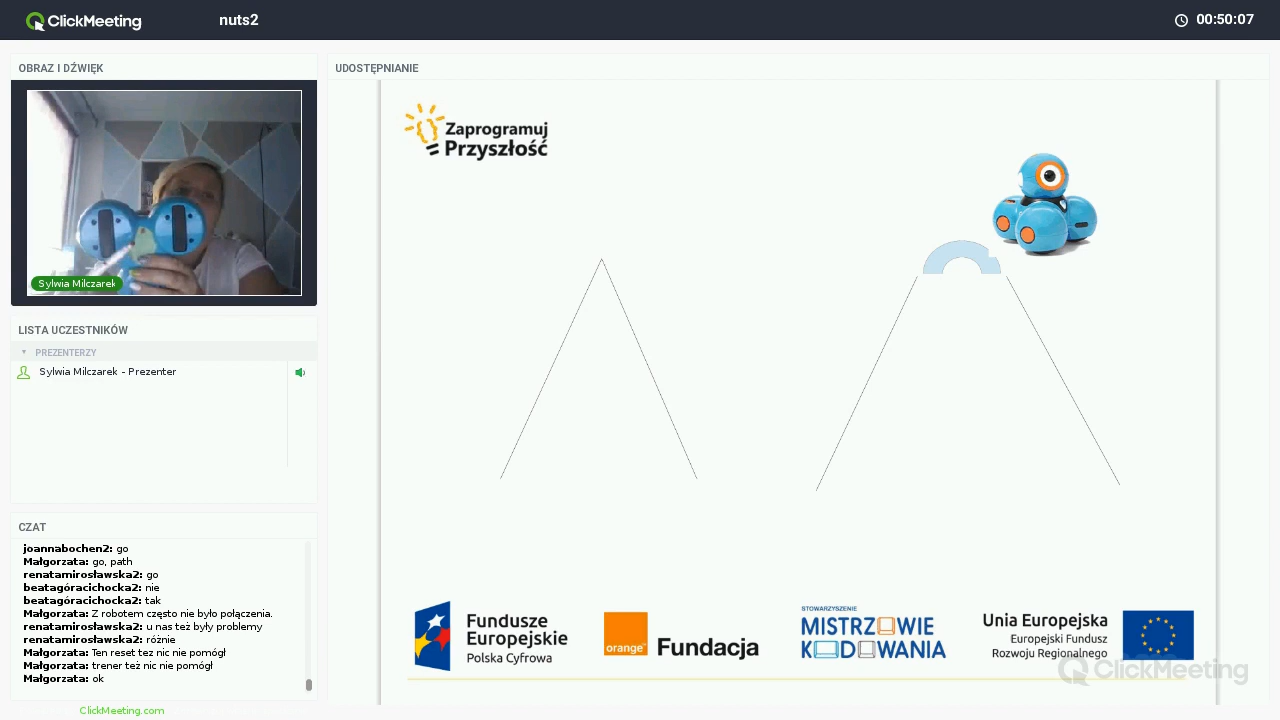 ClickMeeting
nuts2
00:50:07
OBRAZ I DŹWIĘK
Sylwia Milczarek
LISTA UCZESTNIKÓW
PREZENTERZY
Sylwia Milczarek - Prezenter
CZAT
joannabochen2: go
Małgorzata: go, path
renatamirosławska2: go
beatagóracichocka2: nie
beatagóracichocka2: tak
Małgorzata: Z robotem często nie było połączenia.
renatamirosławska2: u nas też były problemy
renatamirosławska2: różnie
Małgorzata: Ten reset tez nic nie pomógł
Małgorzata: trener też nic nie pomógł
Małgorzata: ok
ClickMeeting.com
UDOSTĘPNIANIE
Zaprogramuj
Przyszłość
Fundusze
Europejskie
Polska Cyfrowa
orange™
Fundacja
STOWARZYSZENIE
MISTRZOWIE
KODOWANIA
Unia Europejska
Europejski Fundusz
Rozwoju Regionalnego
ClickMeeting